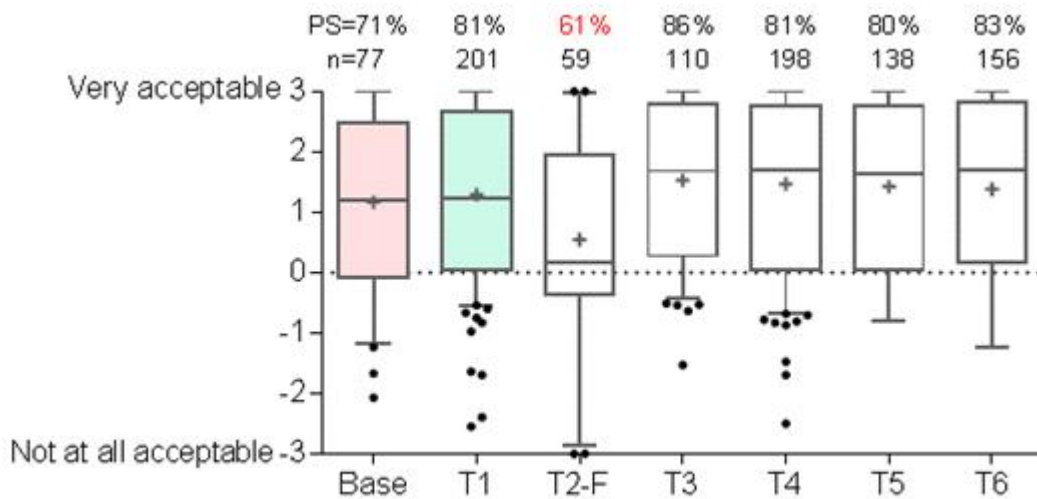 PS=71% 81% 61% 86% 81% 80% 83%
n=77 201 59 110 198 138 156
Very acceptable 3
2
1
0
-1
-2
Not at all acceptable -3
Base T1 T2-F T3 T4 T5 T6